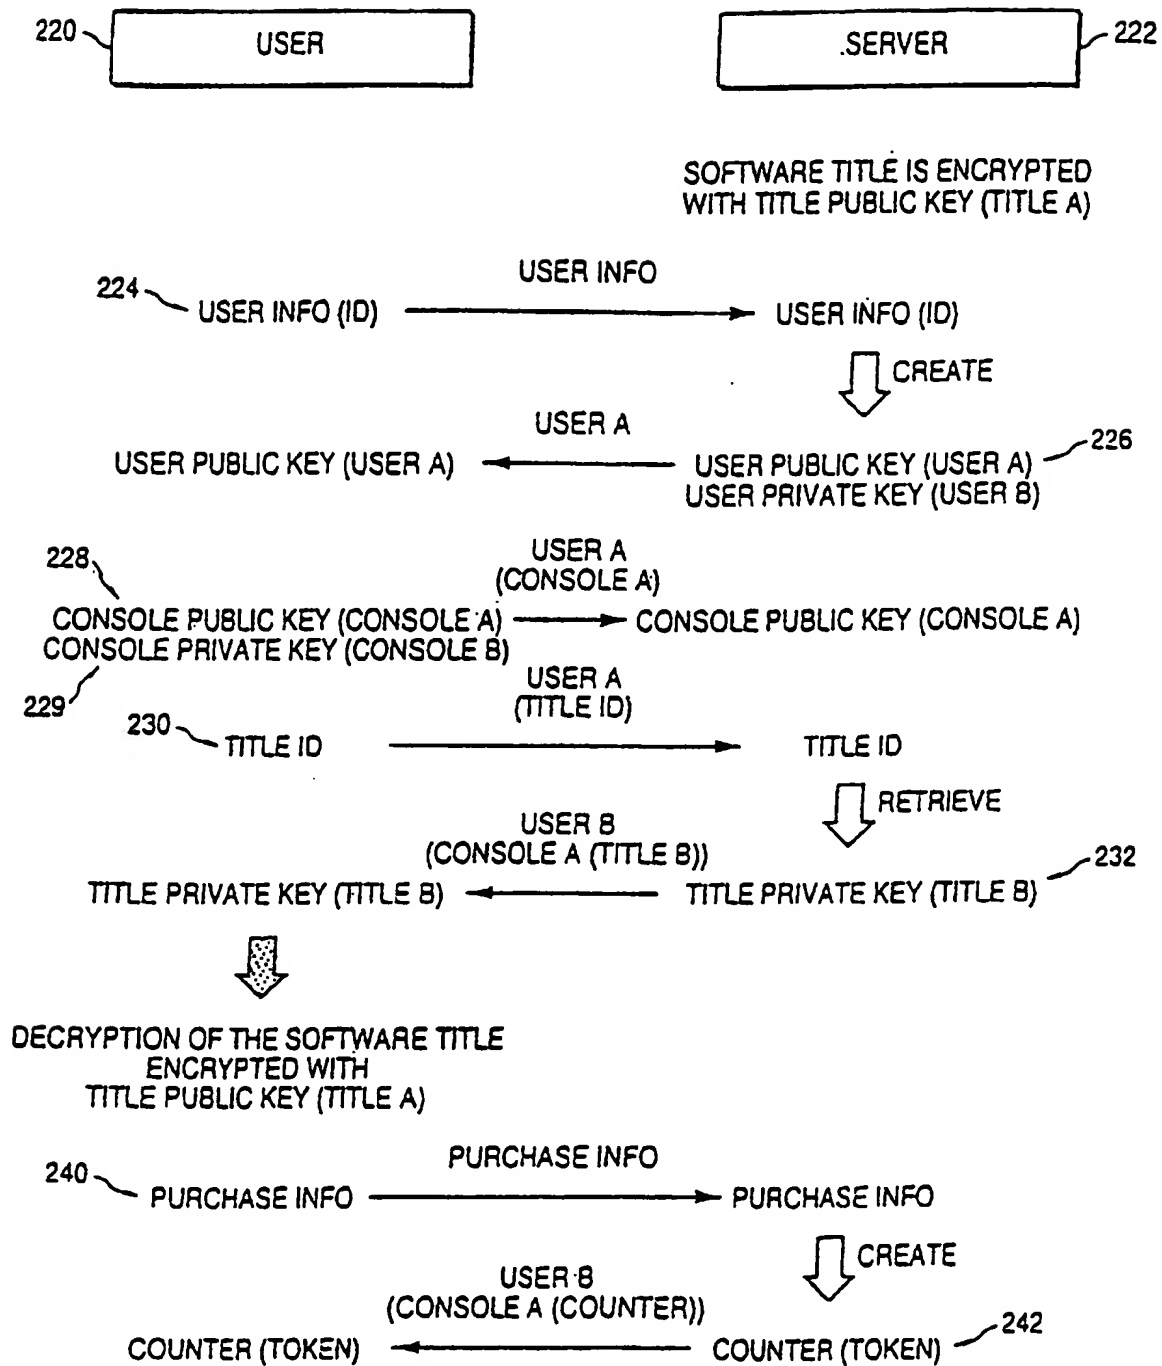 220 USER .SERVER 222
SOFTWARE TITLE IS ENCRYPTED
WITH TITLE PUBLIC KEY (TITLE A)
USER INFO
224 USER INFO (ID) USER INFO (ID)
CREATE
USER A
226
USER PUBLIC KEY (USER A) USER PUBLIC KEY (USER A)
USER PRIVATE KEY (USER B)
228
USER A
(CONSOLE A)
CONSOLE PUBLIC KEY (CONSOLE A) CONSOLE PUBLIC KEY (CONSOLE A)
CONSOLE PRIVATE KEY (CONSOLE B)
229
USER A
(TITLE ID)
230 TITLE ID TITLE ID
RETRIEVE
USER B
(CONSOLE A (TITLE B))
232
TITLE PRIVATE KEY (TITLE B) TITLE PRIVATE KEY (TITLE B)
DECRYPTION OF THE SOFTWARE TITLE
ENCRYPTED WITH
TITLE PUBLIC KEY (TITLE A)
PURCHASE INFO
240 PURCHASE INFO PURCHASE INFO
CREATE
USER B
(CONSOLE A (COUNTER))
242
COUNTER (TOKEN) COUNTER (TOKEN)